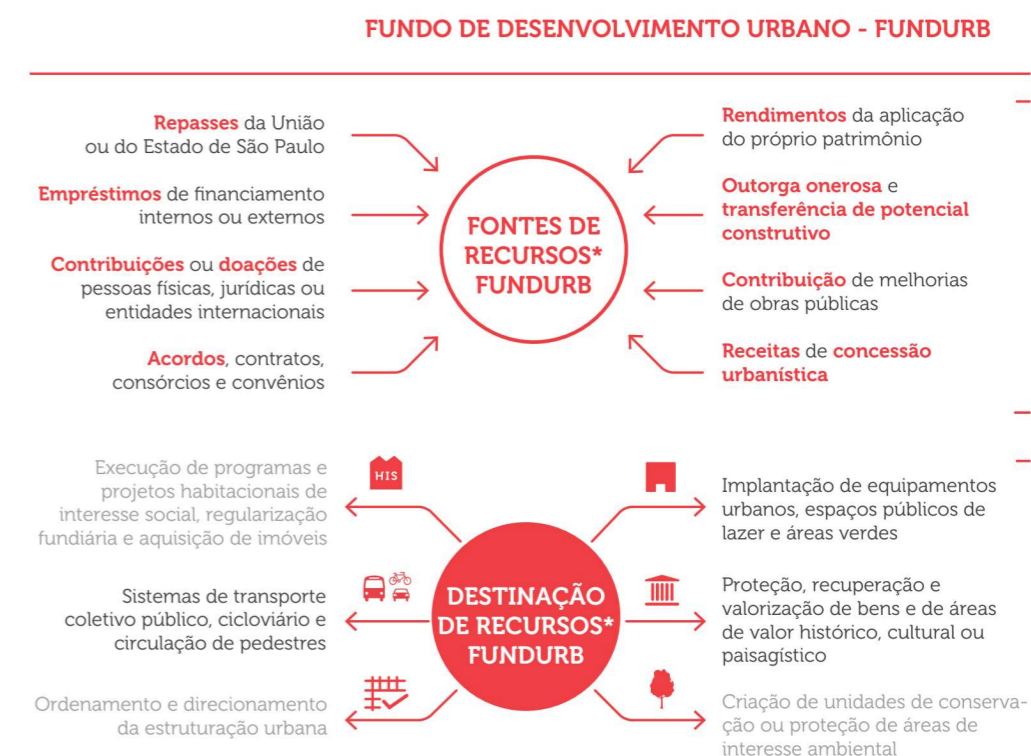 FUNDO DE DESENVOLVIMENTO URBANO - FUNDURB
Repasses da União
ou do Estado de São Paulo
Empréstimos de financiamento
internos ou externos
Contribuições ou doações de
pessoas físicas, jurídicas ou
entidades internacionais
Acordos, contratos,
consórcios e convênios
FONTES DE
RECURSOS*
FUNDURB
Rendimentos da aplicação
do próprio patrimônio
Outorga onerosa e
transferência de potencial
construtivo
Contribuição de melhorias
de obras públicas
Receitas de concessão
urbanística
HIS
Execução de programas e
projetos habitacionais de
interesse social, regularização
fundiária e aquisição de imóveis
Sistemas de transporte
coletivo público, cicloviário e
circulação de pedestres
Ordenamento e direcionamento
da estruturação urbana
DESTINAÇÃO
DE RECURSOS*
FUNDURB
Implantação de equipamentos
urbanos, espaços públicos de
lazer e áreas verdes
Proteção, recuperação e
valorização de bens e de áreas
de valor histórico, cultural ou
paisagístico
Criação de unidades de conserva-
ção ou proteção de áreas de
interesse ambiental